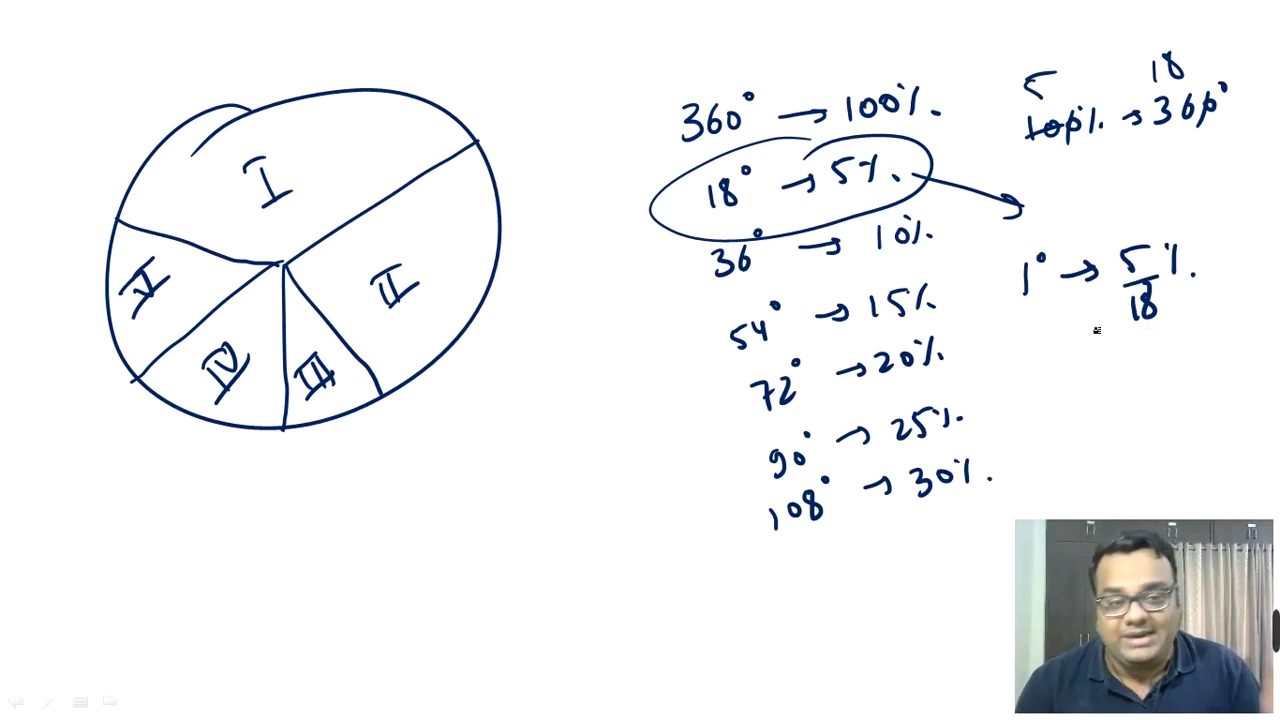 I
II
III
IV
V
360° → 100%.
18° → 5%.
36° → 10%.
54° → 15%
72° → 20%
90° → 25%.
108° → 30%.
5 18
100% → 360°
1° → 5/18 %.